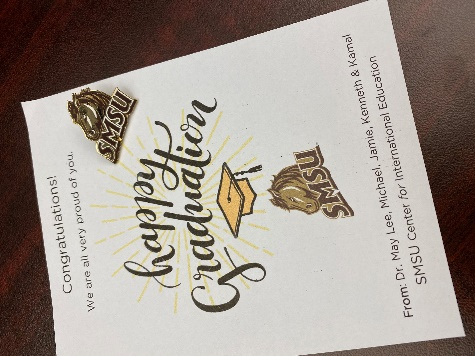 Congratulations!
We are all very proud of you.
SMSU
happy
graduation
SMSU
From: Dr. May Lee, Michael, Jamie, Kenneth & Kamal
SMSU Center for International Education